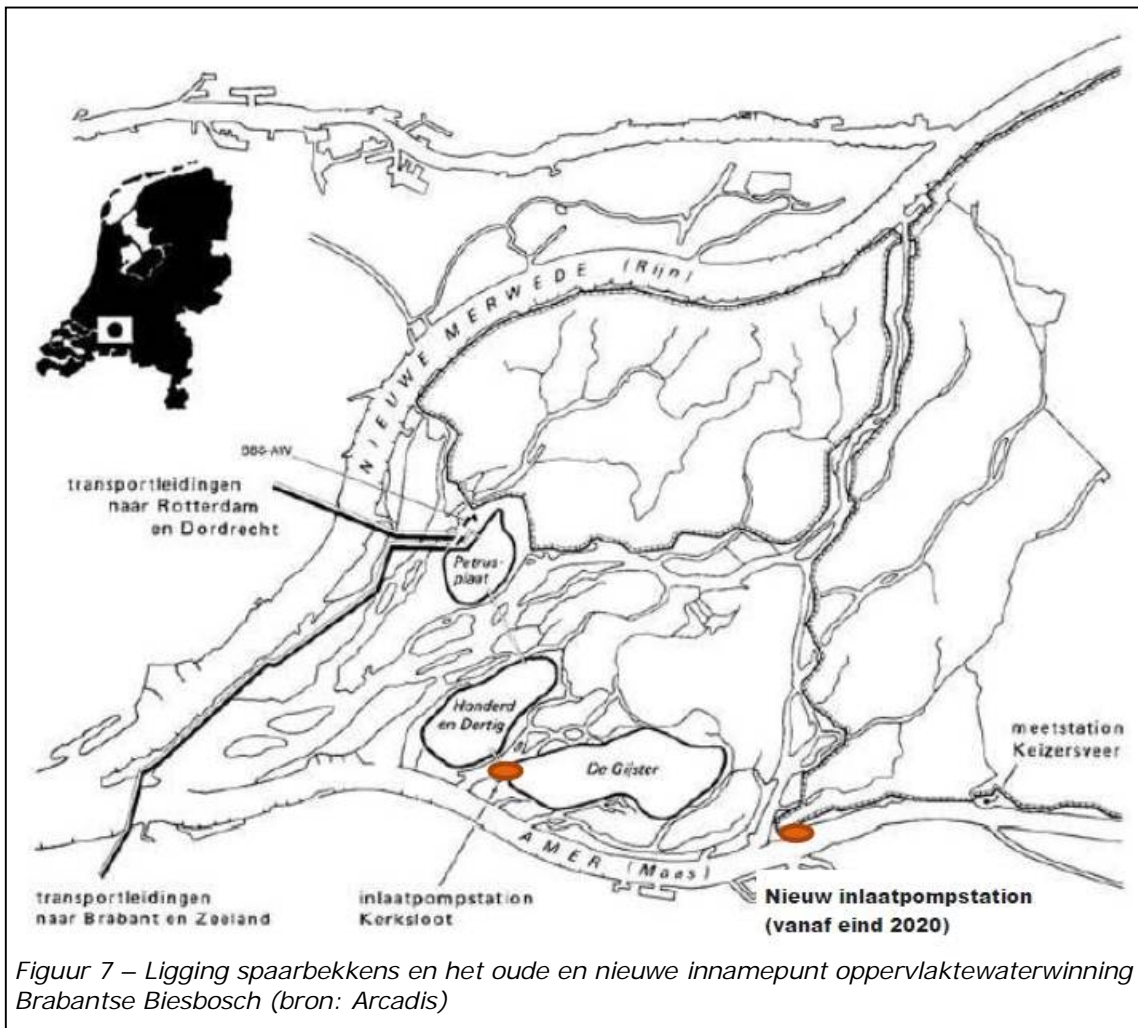 NIEUWE MERWEDE (Rijn)
transportleidingen
naar Rotterdam
en Dordrecht
Petrus-
plaat
Honderd
en Dertig
De Gijster
meetstation
Keizersveer
AMER (Maas)
transportleidingen
naar Brabant en Zeeland
inlaatpompstation
Kerksloot
Nieuw inlaatpompstation
(vanaf eind 2020)
Figuur 7 – Ligging spaarbekkens en het oude en nieuwe innamepunt oppervlaktewaterwinning
Brabantse Biesbosch (bron: Arcadis)